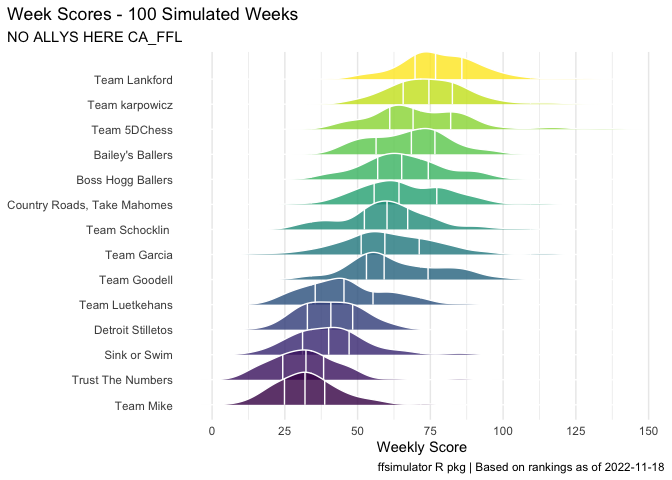 Week Scores - 100 Simulated Weeks
NO ALLYS HERE CA_FFL
Team Lankford
Team karpowicz
Team 5DChess
Bailey's Ballers
Boss Hogg Ballers
Country Roads, Take Mahomes
Team Schocklin
Team Garcia
Team Goodell
Team Luetkehans
Detroit Stilletos
Sink or Swim
Trust The Numbers
Team Mike
0 25 50 75 100 125 150
Weekly Score
ffsimulator R pkg | Based on rankings as of 2022-11-18